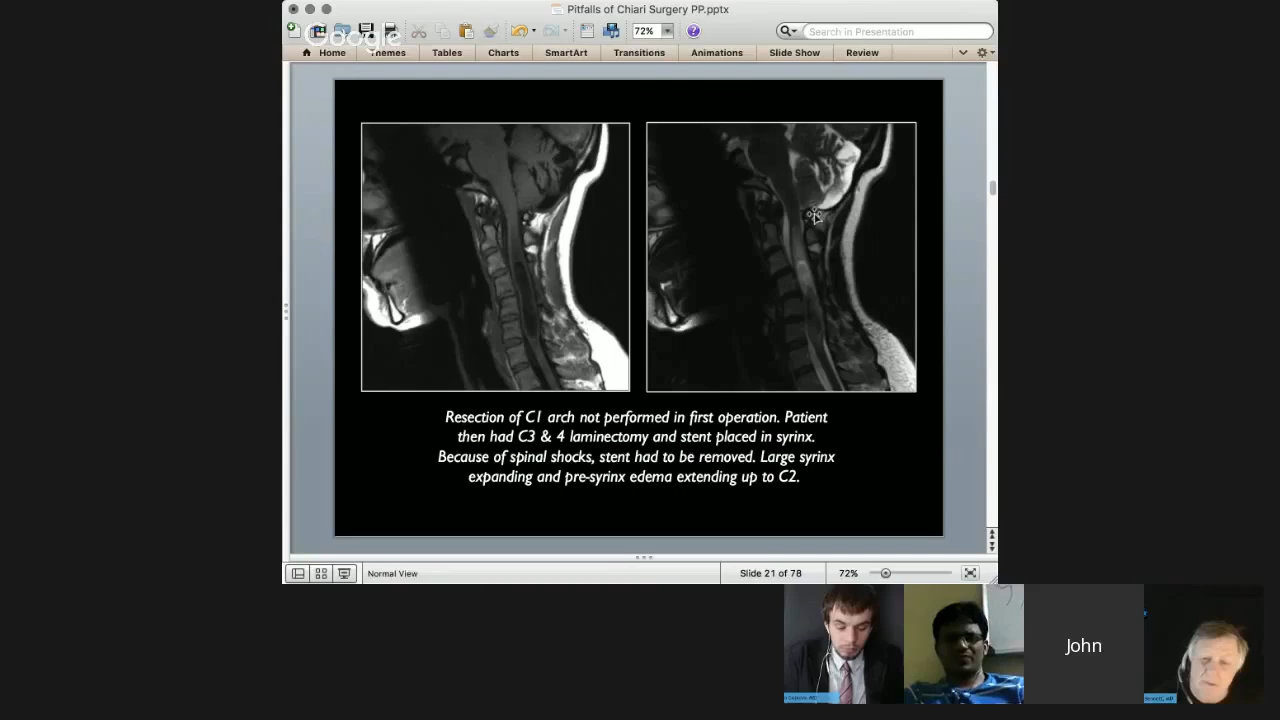 Pitfalls of Chiari Surgery PP.pptx
Google
72%
Search in Presentation
Home Themes Tables Charts SmartArt Transitions Animations Slide Show Review
Resection of C1 arch not performed in first operation. Patient
then had C3 & 4 laminectomy and stent placed in syrinx.
Because of spinal shocks, stent had to be removed. Large syrinx
expanding and pre-syrinx edema extending up to C2.
Normal View
Slide 21 of 78
72%
John